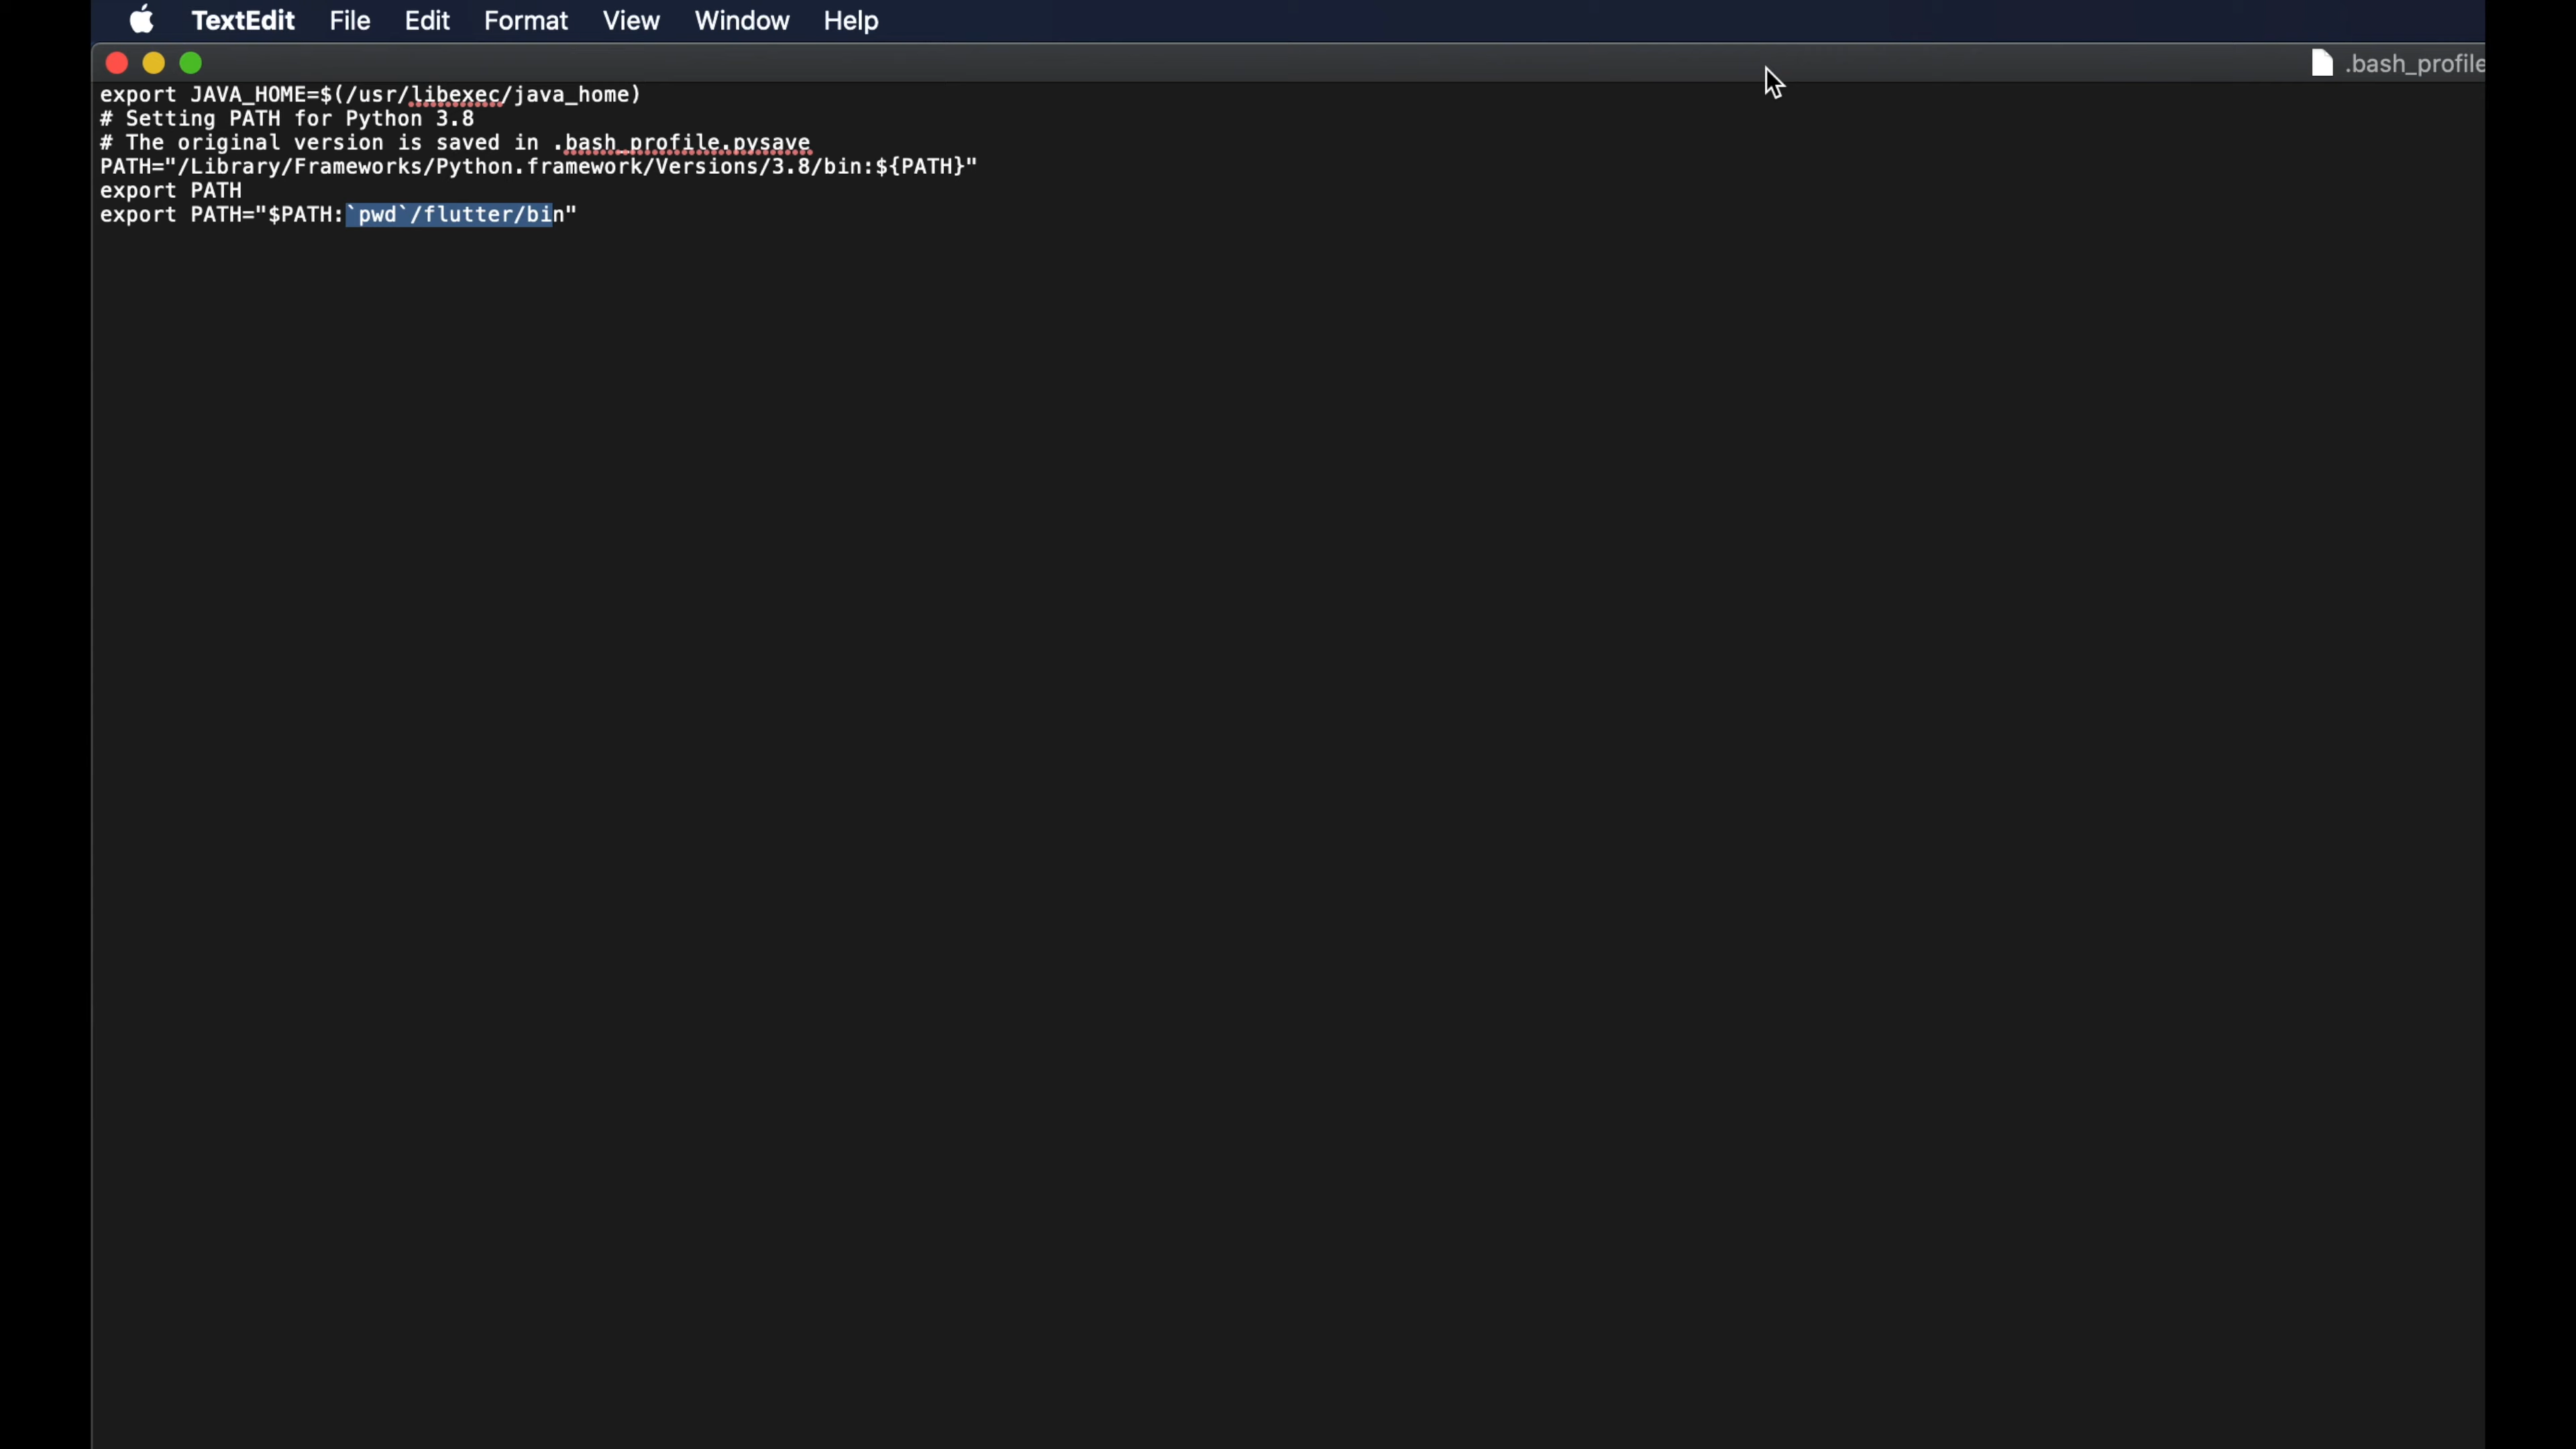 TextEdit File Edit Format View Window Help
.bash_profile
export JAVA_HOME=$(/usr/libexec/java_home)
# Setting PATH for Python 3.8
# The original version is saved in .bash_profile.pysave
PATH="/Library/Frameworks/Python.framework/Versions/3.8/bin:${PATH}"
export PATH
export PATH="$PATH:`pwd`/flutter/bin"